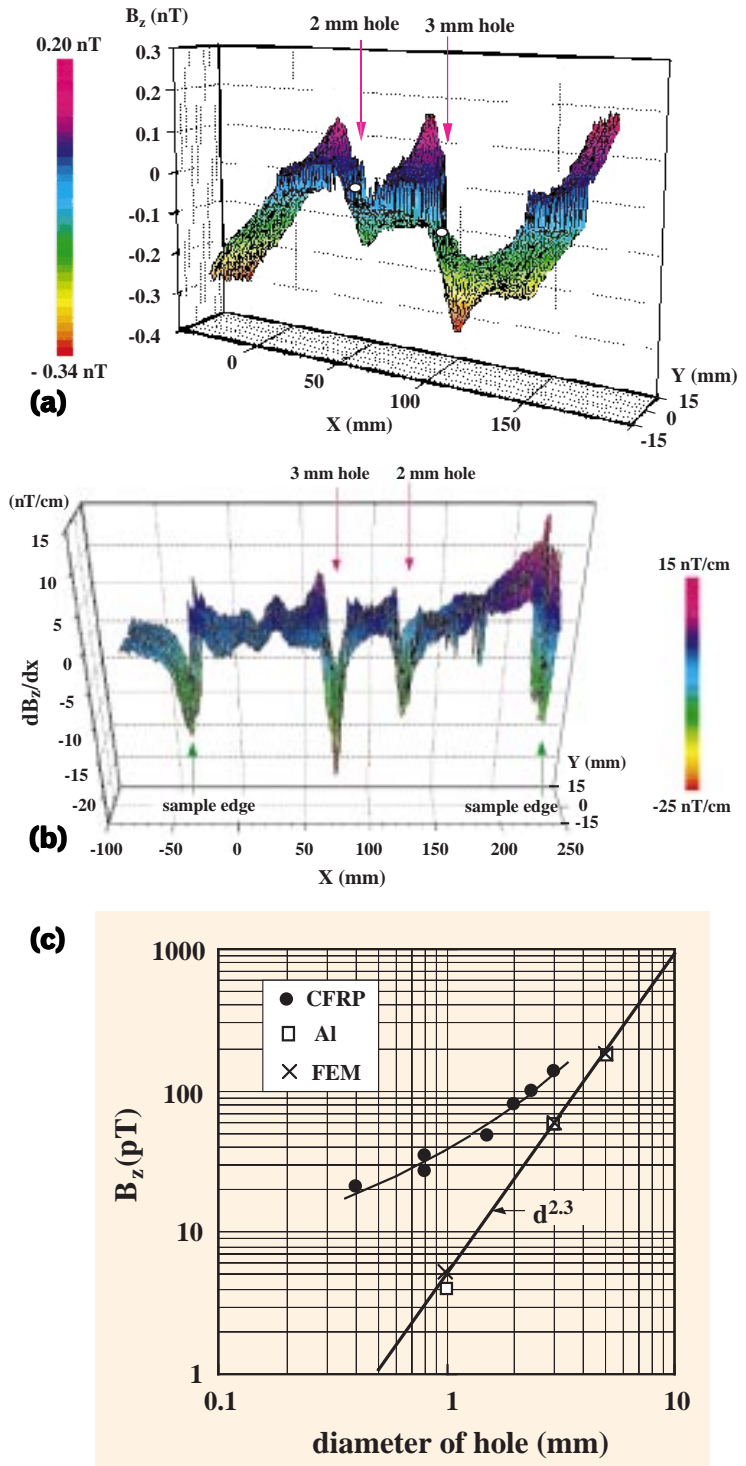 B_z (nT)
0.20 nT
2 mm hole
3 mm hole
0.3
0.2
0.1
0
-0.1
-0.2
-0.3
-0.4
- 0.34 nT
0
50
100
150
X (mm)
Y (mm)
15
0
-15
(a)
3 mm hole
2 mm hole
(nT/cm)
15
10
5
0
-5
-10
-15
-20
dB_z/dx
15 nT/cm
-25 nT/cm
Y (mm)
15
0
-15
sample edge
sample edge
(b)
-100
-50
0
50
100
150
200
250
X (mm)
(c)
1000
100
10
1
B_z(pT)
CFRP
Al
FEM
d^2.3
0.1
1
10
diameter of hole (mm)